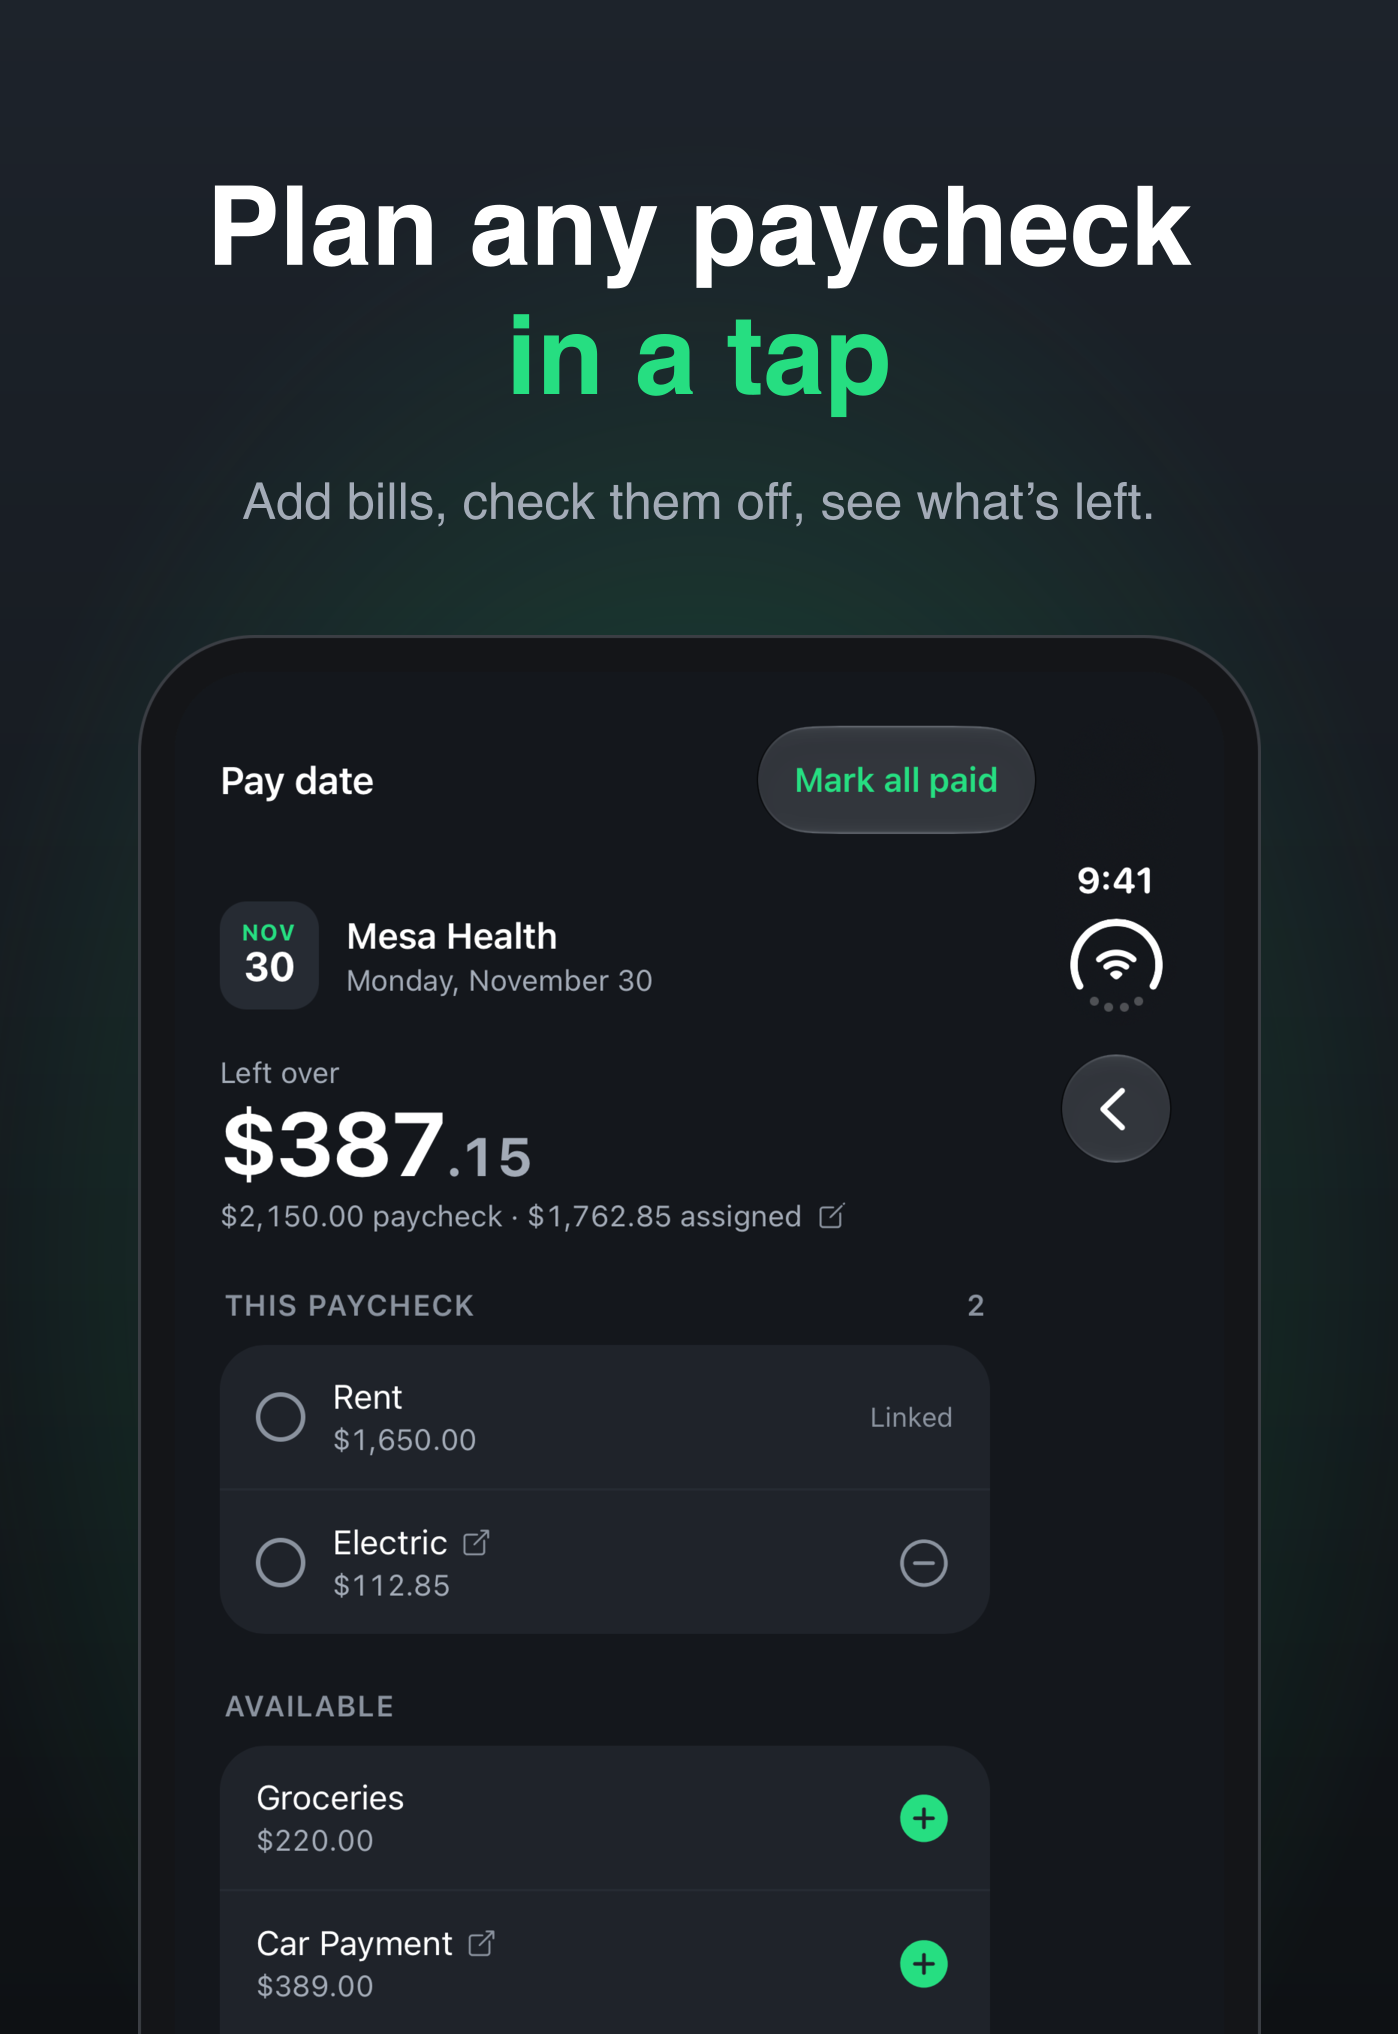 Plan any paycheck
in a tap
Add bills, check them off, see what’s left.
Pay date
Mark all paid
9:41
NOV
30
Mesa Health
Monday, November 30
Left over
$387.15
$2,150.00 paycheck · $1,762.85 assigned
THIS PAYCHECK 2
Rent
$1,650.00
Linked
Electric
$112.85
AVAILABLE
Groceries
$220.00
Car Payment
$389.00